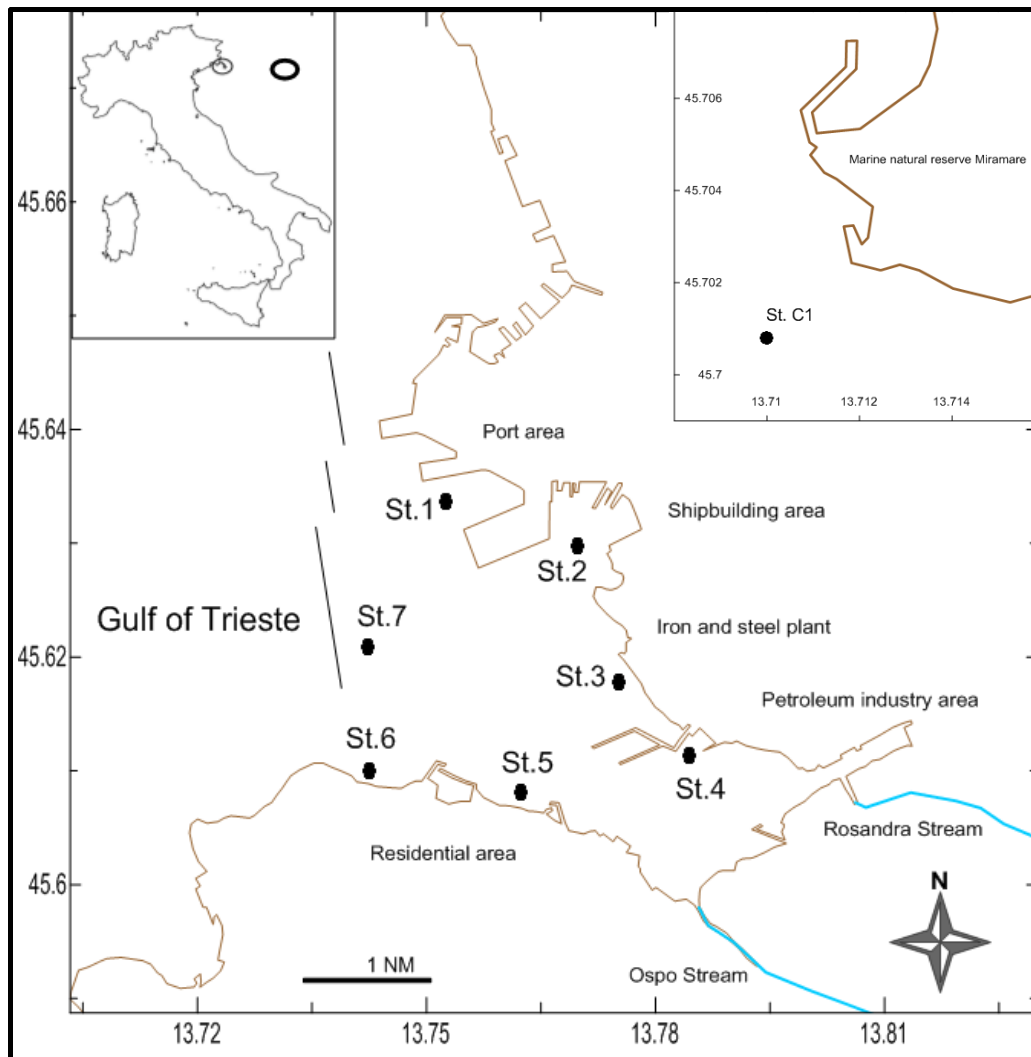 45.706
Marine natural reserve Miramare
45.704
45.702
St. C1
45.7
13.71
13.712
13.714
45.66
45.64
Port area
St.1
Shipbuilding area
St.2
Gulf of Trieste
St.7
Iron and steel plant
45.62
St.3
Petroleum industry area
St.6
St.5
St.4
Rosandra Stream
Residential area
45.6
N
1 NM
Ospo Stream
13.72
13.75
13.78
13.81